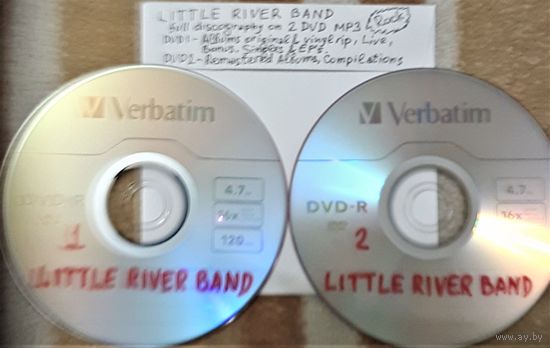 LITTLE RIVER BAND
full discography on 2 DVD MP3 Rock
DVD1 - Albums original & vinyl rip, Live,
Bonus, Singles & EPs.
DVD2 - Remastered Albums, Compilations
Verbatim
DVD-R
4.7
16x
120
1
LITTLE RIVER BAND
Verbatim
DVD-R
4.7
16x
2
LITTLE RIVER BAND
www.ay.by